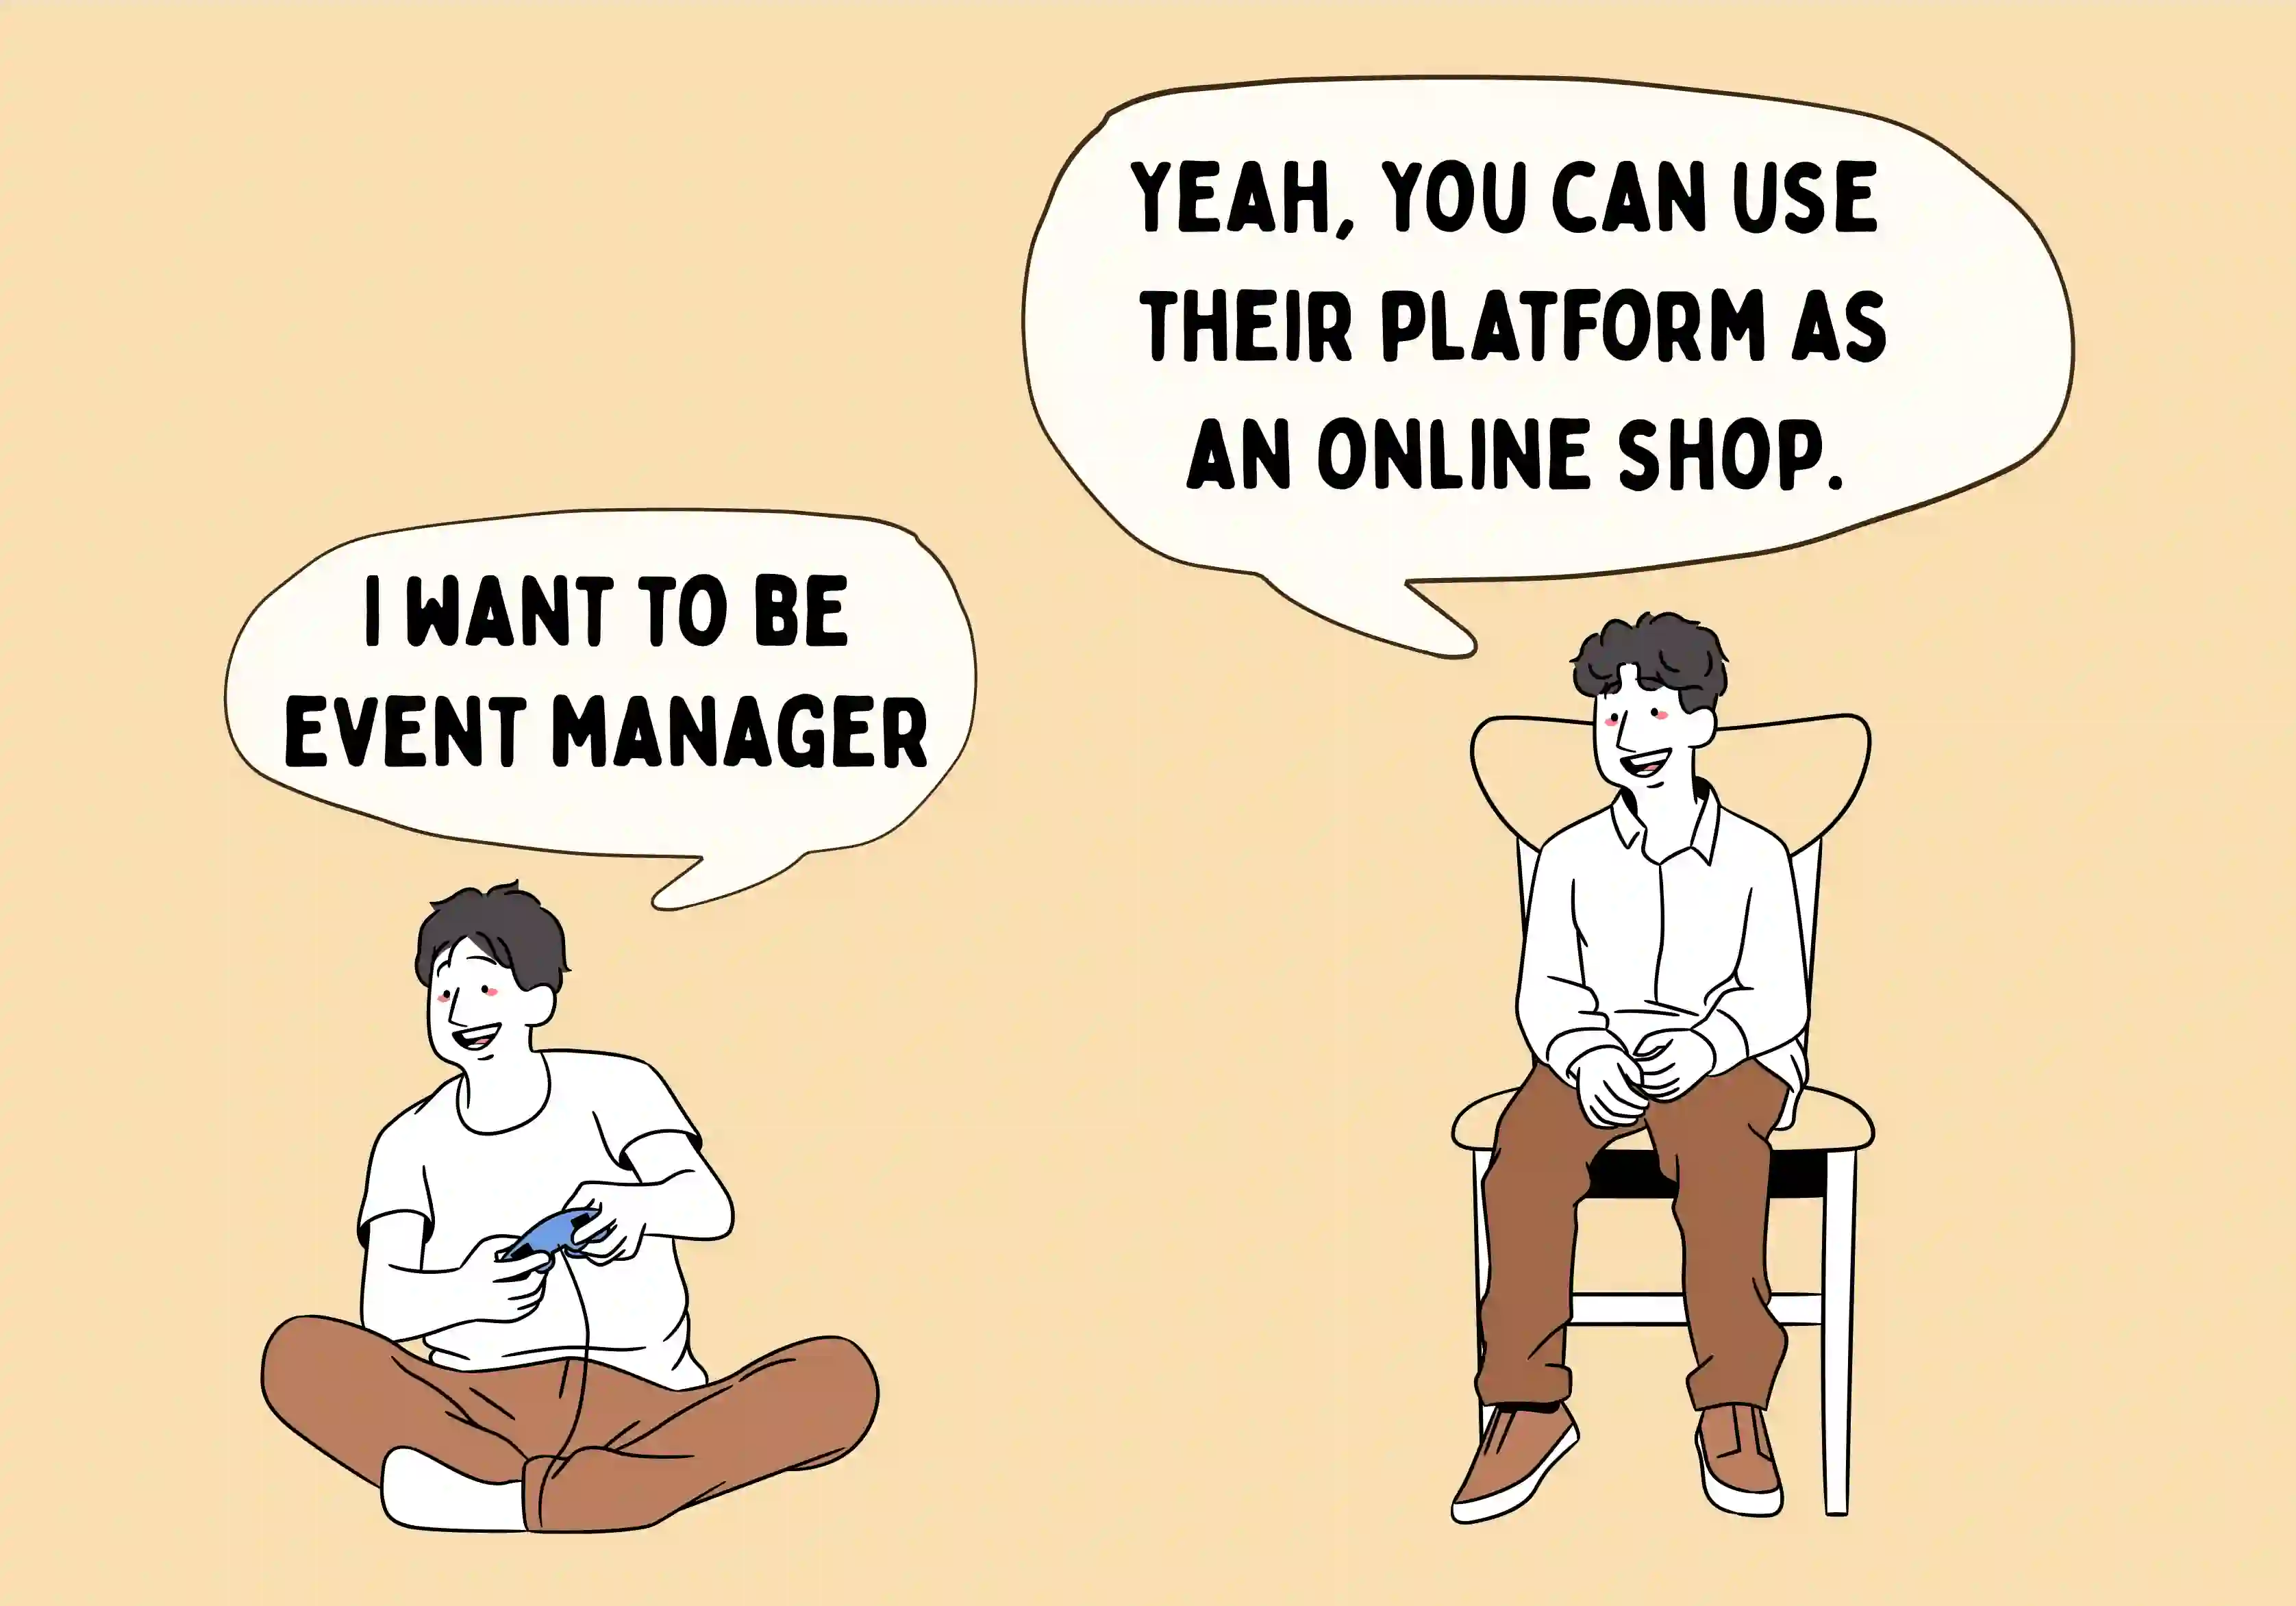 I WANT TO BE
EVENT MANAGER
YEAH, YOU CAN USE
THEIR PLATFORM AS
AN ONLINE SHOP.